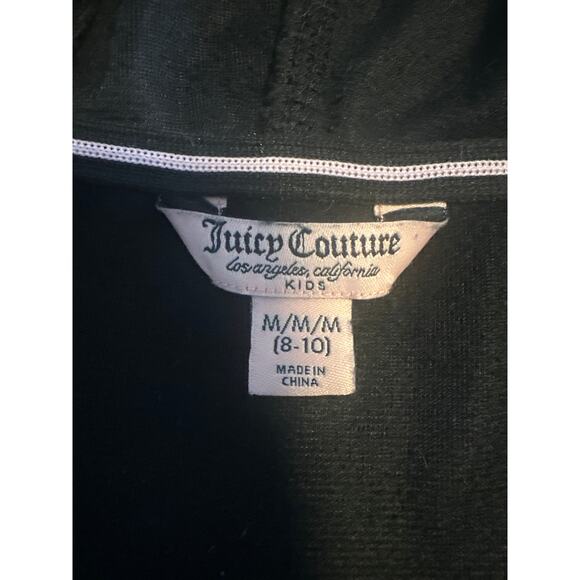 Juicy Couture
los angeles, california
KIDS
M/M/M
(8-10)
MADE IN
CHINA